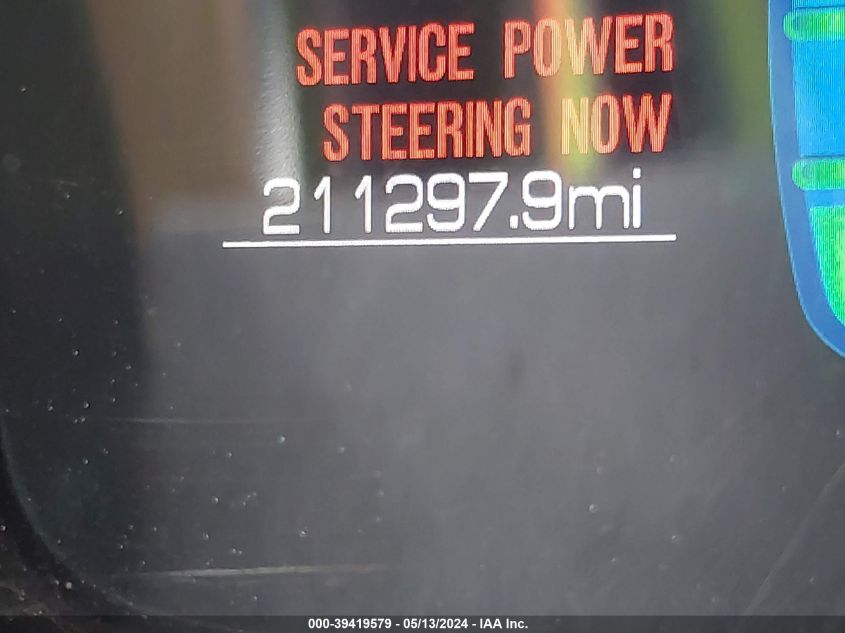 SERVICE POWER
STEERING NOW
211297.9mi
000-39419579 - 05/13/2024 - IAA Inc.